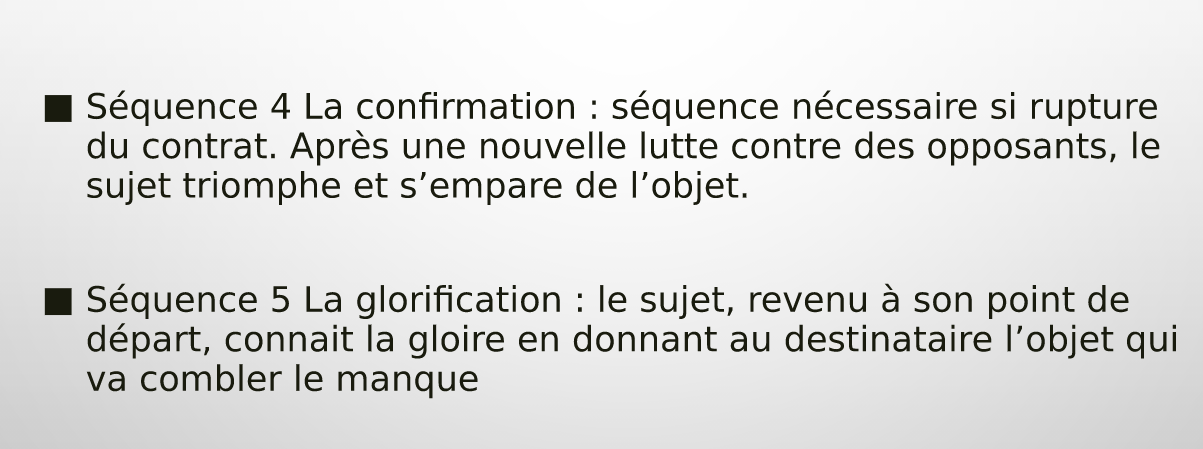 ■ Séquence 4 La confirmation : séquence nécessaire si rupture
du contrat. Après une nouvelle lutte contre des opposants, le
sujet triomphe et s’empare de l’objet.
■ Séquence 5 La glorification : le sujet, revenu à son point de
départ, connait la gloire en donnant au destinataire l’objet qui
va combler le manque